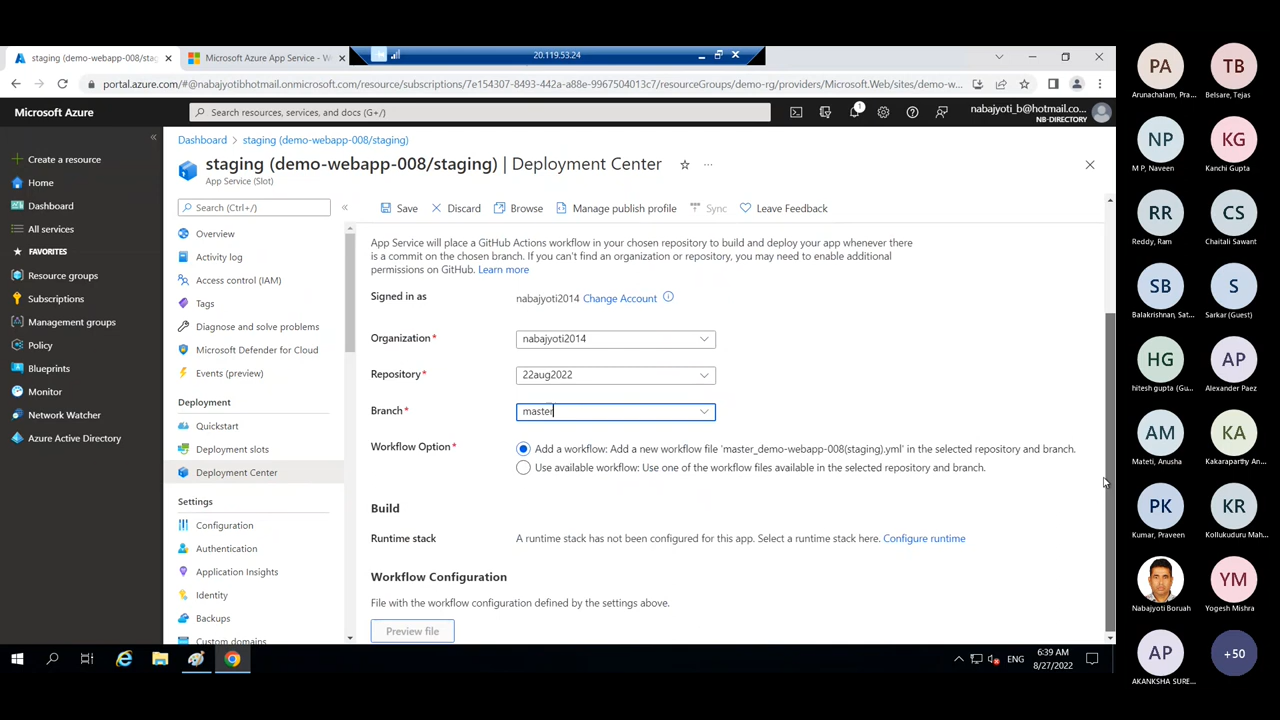 staging (demo-webapp-008/stag
Microsoft Azure App Service - W
20.119.53.24
portal.azure.com/#@nabajyotibhotmail.onmicrosoft.com/resource/subscriptions/7e154307-8493-442a-a88e-9967504013c7/resourceGroups/demo-rg/providers/Microsoft.Web/sites/demo-w...
Microsoft Azure
Search resources, services, and docs (G+/)
1
nabajyoti_b@hotmail.co...
NB-DIRECTORY
Create a resource
Home
Dashboard
All services
FAVORITES
Resource groups
Subscriptions
Management groups
Policy
Blueprints
Monitor
Network Watcher
Azure Active Directory
Dashboard > staging (demo-webapp-008/staging)
staging (demo-webapp-008/staging) | Deployment Center
App Service (Slot)
Search (Ctrl+/)
Overview
Activity log
Access control (IAM)
Tags
Diagnose and solve problems
Microsoft Defender for Cloud
Events (preview)
Deployment
Quickstart
Deployment slots
Deployment Center
Settings
Configuration
Authentication
Application Insights
Identity
Backups
Custom domains
Save
Discard
Browse
Manage publish profile
Sync
Leave Feedback
App Service will place a GitHub Actions workflow in your chosen repository to build and deploy your app whenever there
is a commit on the chosen branch. If you can't find an organization or repository, you may need to enable additional
permissions on GitHub. Learn more
Signed in as
nabajyoti2014 Change Account
Organization*
nabajyoti2014
Repository*
22aug2022
Branch*
master
Workflow Option*
Add a workflow: Add a new workflow file 'master_demo-webapp-008(staging).yml' in the selected repository and branch.
Use available workflow: Use one of the workflow files available in the selected repository and branch.
Build
Runtime stack
A runtime stack has not been configured for this app. Select a runtime stack here. Configure runtime
Workflow Configuration
File with the workflow configuration defined by the settings above.
Preview file
ENG
6:39 AM
8/27/2022
PA
Arunachalam, Pra...
TB
Belsare, Tejas
NP
M P, Naveen
KG
Kanchi Gupta
RR
Reddy, Ram
CS
Chaitali Sawant
SB
Balakrishnan, Sat...
S
Sarkar (Guest)
HG
hitesh gupta (Gu...
AP
Alexander Paez
AM
Mateti, Anusha
KA
Kakaraparthy An...
PK
Kumar, Praveen
KR
Kollukuduru Mah...
Nabajyoti Boruah
YM
Yogesh Mishra
AP
AKANKSHA SURE...
+50